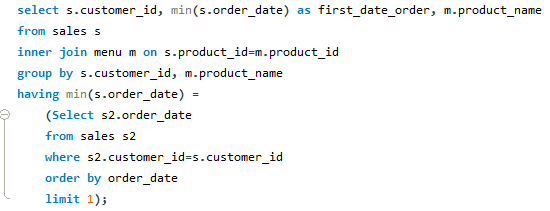 select s.customer_id, min(s.order_date) as first_date_order, m.product_name
from sales s
inner join menu m on s.product_id=m.product_id
group by s.customer_id, m.product_name
having min(s.order_date) =
(Select s2.order_date
from sales s2
where s2.customer_id=s.customer_id
order by order_date
limit 1);